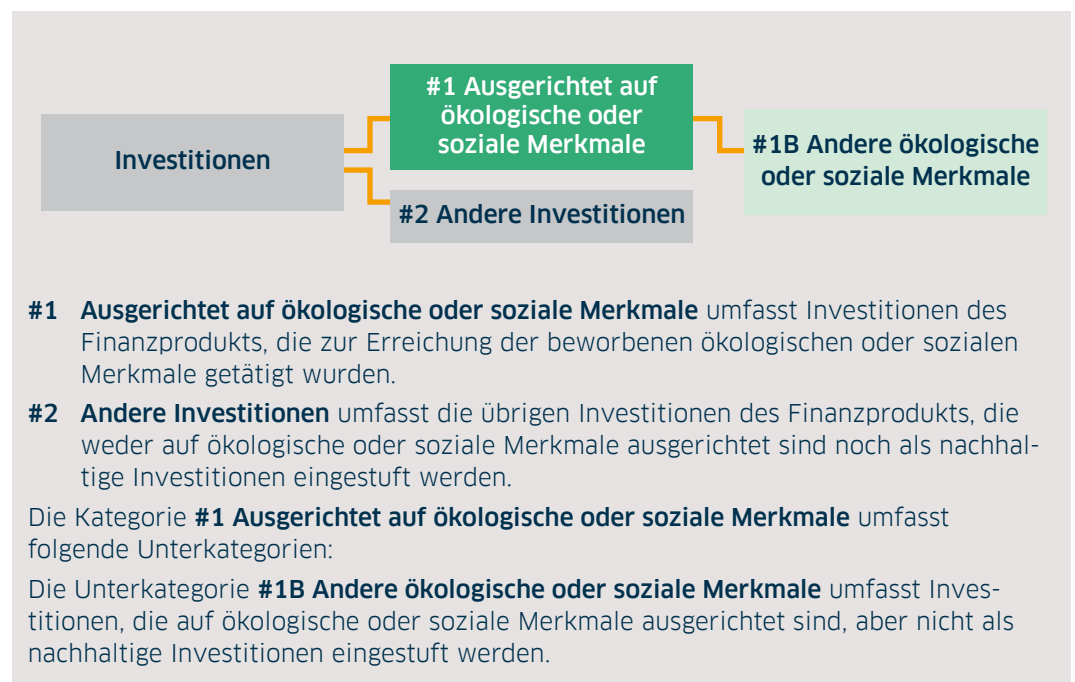 #1 Ausgerichtet auf
ökologische oder
soziale Merkmale
Investitionen
#1B Andere ökologische
oder soziale Merkmale
#2 Andere Investitionen
#1 Ausgerichtet auf ökologische oder soziale Merkmale umfasst Investitionen des
Finanzprodukts, die zur Erreichung der beworbenen ökologischen oder sozialen
Merkmale getätigt wurden.
#2 Andere Investitionen umfasst die übrigen Investitionen des Finanzprodukts, die
weder auf ökologische oder soziale Merkmale ausgerichtet sind noch als nachhal-
tige Investitionen eingestuft werden.
Die Kategorie #1 Ausgerichtet auf ökologische oder soziale Merkmale umfasst
folgende Unterkategorien:
Die Unterkategorie #1B Andere ökologische oder soziale Merkmale umfasst Inves-
titionen, die auf ökologische oder soziale Merkmale ausgerichtet sind, aber nicht als
nachhaltige Investitionen eingestuft werden.